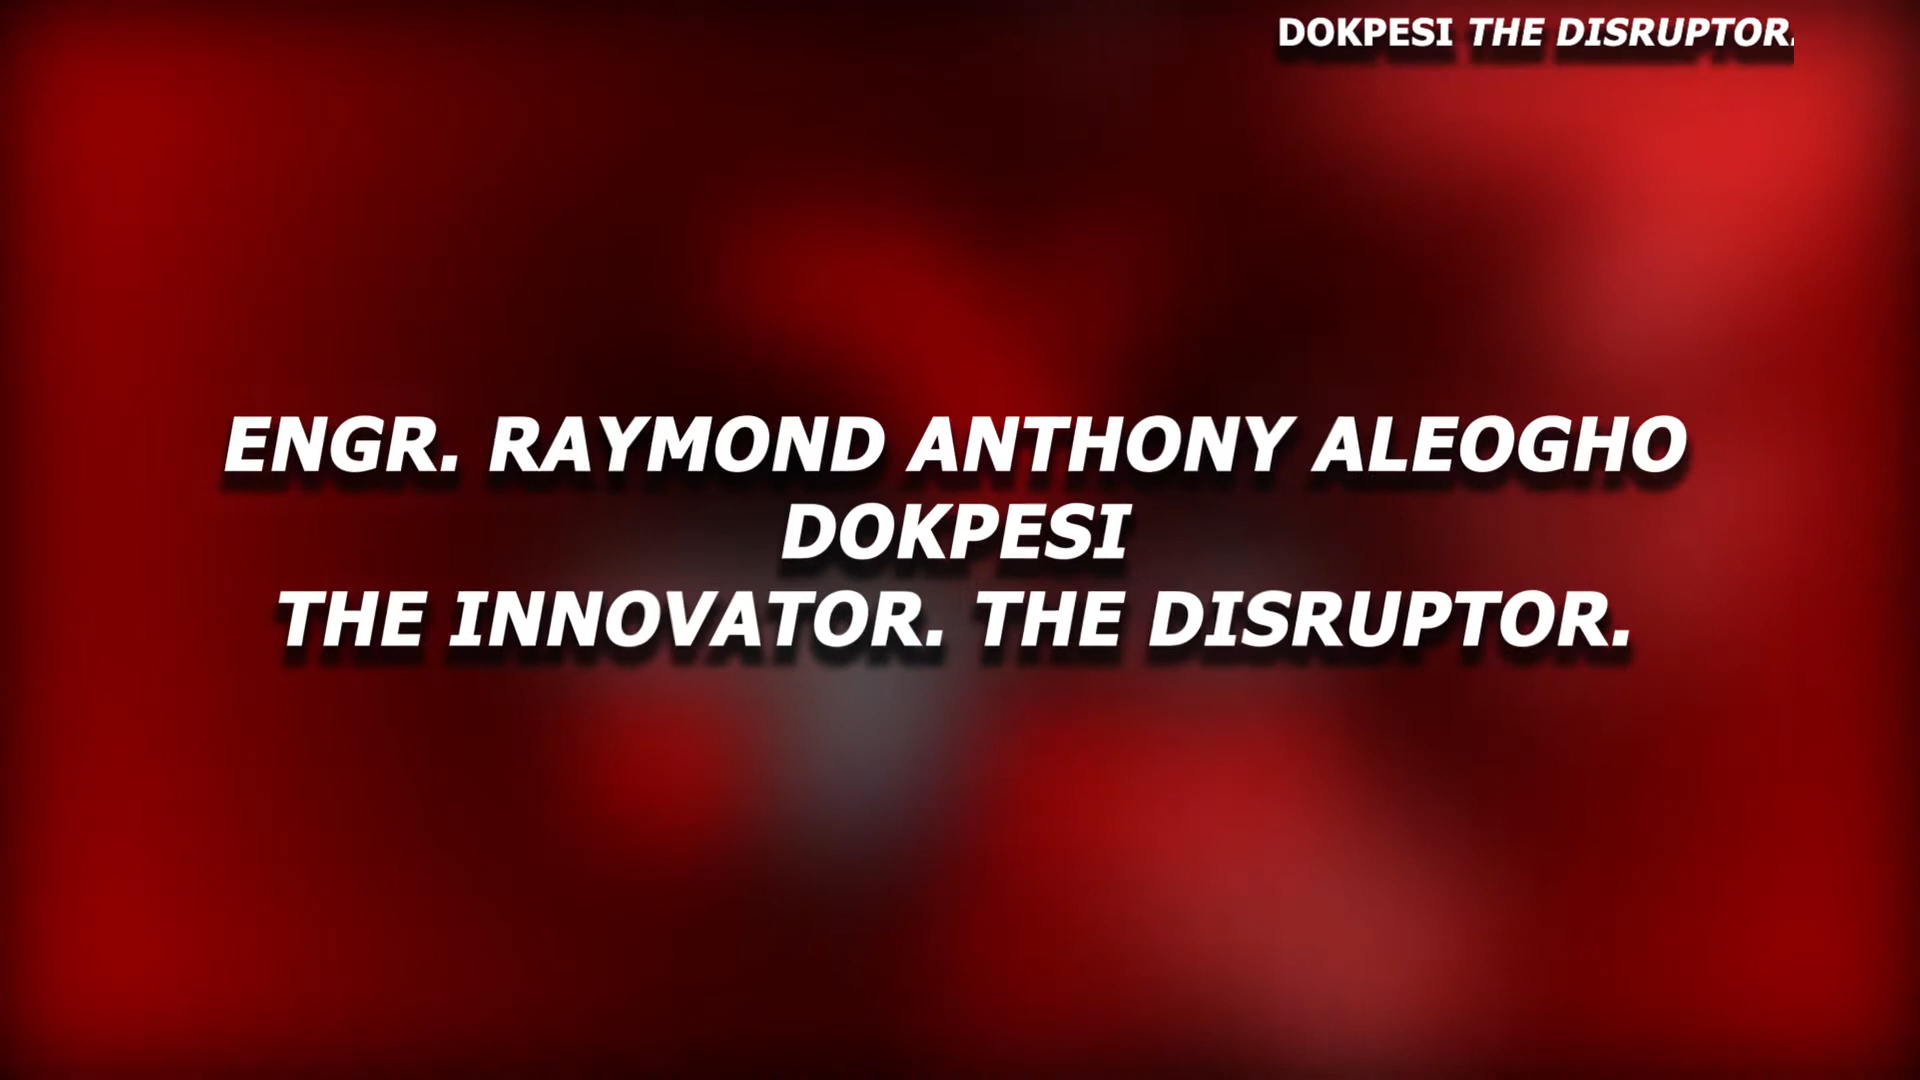 DOKPESI THE DISRUPTOR.
ENGR. RAYMOND ANTHONY ALEOGHO
DOKPESI
THE INNOVATOR. THE DISRUPTOR.